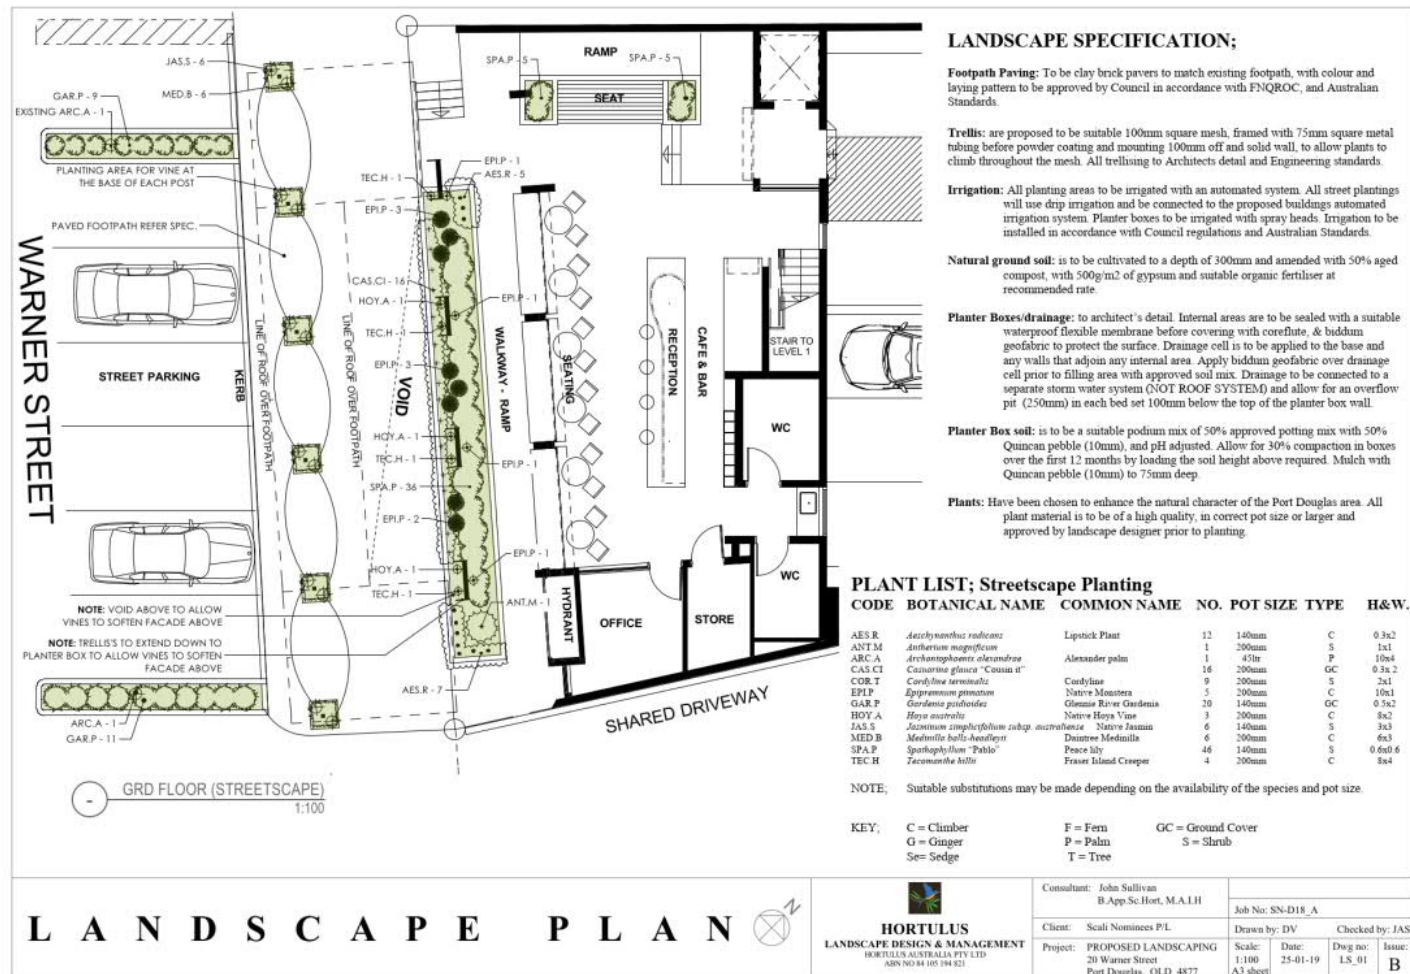 JAS.S - 6
MED.B - 6
GAR.P - 9
EXISTING ARC.A - 1
PLANTING AREA FOR VINE AT
THE BASE OF EACH POST
PAVED FOOTPATH REFER SPEC.
WARNER STREET
STREET PARKING
KERB
LINE OF ROOF OVER FOOTPATH
LINE OF ROOF OVER FOOTPATH
VOID
NOTE: VOID ABOVE TO ALLOW
VINES TO SOFTEN FACADE ABOVE
NOTE: TRELLIS'S TO EXTEND DOWN TO
PLANTER BOX TO ALLOW VINES TO SOFTEN
FACADE ABOVE
ARC.A - 1
GAR.P - 11
RAMP
SPA.P - 5
SPA.P - 5
SEAT
EPI.P - 1
AES.R - 5
TEC.H - 1
EPI.P - 3
CAS.CI - 16
HOY.A - 1
EPI.P - 1
TEC.H - 1
EPI.P - 3
HOY.A - 1
TEC.H - 1
EPI.P - 1
SPA.P - 36
EPI.P - 2
EPI.P - 1
HOY.A - 1
TEC.H - 1
ANT.M - 1
AES.R - 7
WALKWAY - RAMP
SEATING
RECEPTION
CAFE & BAR
STAIR TO
LEVEL 1
WC
WC
HYDRANT
OFFICE
STORE
SHARED DRIVEWAY
-
GRD FLOOR (STREETSCAPE)
1:100
LANDSCAPE SPECIFICATION;
Footpath Paving: To be clay brick pavers to match existing footpath, with colour and
laying pattern to be approved by Council in accordance with FNQROC, and Australian
Standards.
Trellis: are proposed to be suitable 100mm square mesh, framed with 75mm square metal
tubing before powder coating and mounting 100mm off and solid wall, to allow plants to
climb throughout the mesh. All trellising to Architects detail and Engineering standards.
Irrigation: All planting areas to be irrigated with an automated system. All street plantings
will use drip irrigation and be connected to the proposed buildings automated
irrigation system. Planter boxes to be irrigated with spray heads. Irrigation to be
installed in accordance with Council regulations and Australian Standards.
Natural ground soil: is to be cultivated to a depth of 300mm and amended with 50% aged
compost, with 500g/m2 of gypsum and suitable organic fertiliser at
recommended rate.
Planter Boxes/drainage: to architect's detail. Internal areas are to be sealed with a suitable
waterproof flexible membrane before covering with coreflute, & biddum
geofabric to protect the surface. Drainage cell is to be applied to the base and
any walls that adjoin any internal area. Apply biddum geofabric over drainage
cell prior to filling area with approved soil mix. Drainage to be connected to a
separate storm water system (NOT ROOF SYSTEM) and allow for an overflow
pit (250mm) in each bed set 100mm below the top of the planter box wall.
Planter Box soil: is to be a suitable podium mix of 50% approved potting mix with 50%
Quincan pebble (10mm), and pH adjusted. Allow for 30% compaction in boxes
over the first 12 months by loading the soil height above required. Mulch with
Quincan pebble (10mm) to 75mm deep.
Plants: Have been chosen to enhance the natural character of the Port Douglas area. All
plant material is to be of a high quality, in correct pot size or larger and
approved by landscape designer prior to planting.
PLANT LIST; Streetscape Planting
CODE BOTANICAL NAME COMMON NAME NO. POT SIZE TYPE H&W.
AES.R Aeschynanthus radicans Lipstick Plant 12 140mm C 0.3x2
ANT.M Antherium magnificum 1 200mm S 1x1
ARC.A Archontophoenix alexandrae Alexander palm 1 45ltr P 10x4
CAS.CI Casuarina glauca "Cousin it" 16 200mm GC 0.3x 2
COR.T Cordyline terminalis Cordyline 9 200mm S 2x1
EPI.P Epipremnum pinnatum Native Monstera 5 200mm C 10x1
GAR.P Gardenia psidioides Glennie River Gardenia 20 140mm GC 0.5x2
HOY.A Hoya australis Native Hoya Vine 3 200mm C 8x2
JAS.S Jasminum simplicifolium subsp. australiense Native Jasmin 6 140mm S 3x3
MED.B Medinilla balls-headleyii Daintree Medinilla 6 200mm C 6x3
SPA.P Spathophyllum "Pablo" Peace lily 46 140mm S 0.6x0.6
TEC.H Tecomanthe hillii Fraser Island Creeper 4 200mm C 8x4
NOTE; Suitable substitutions may be made depending on the availability of the species and pot size.
KEY; C = Climber F = Fern GC = Ground Cover
G = Ginger P = Palm S = Shrub
Se= Sedge T = Tree
LANDSCAPE PLAN
N
HORTULUS
LANDSCAPE DESIGN & MANAGEMENT
HORTULUS AUSTRALIA PTY LTD
ABN NO 84 105 194 821
Consultant: John Sullivan
B.App.Sc.Hort, M.A.I.H
Client: Scali Nominees P/L
Project: PROPOSED LANDSCAPING
20 Warner Street
Port Douglas, QLD, 4877
Job No: SN-D18_A
Drawn by: DV Checked by: JAS
Scale: Date: Dwg no: Issue:
1:100 25-01-19 LS_01 B
A3 sheet